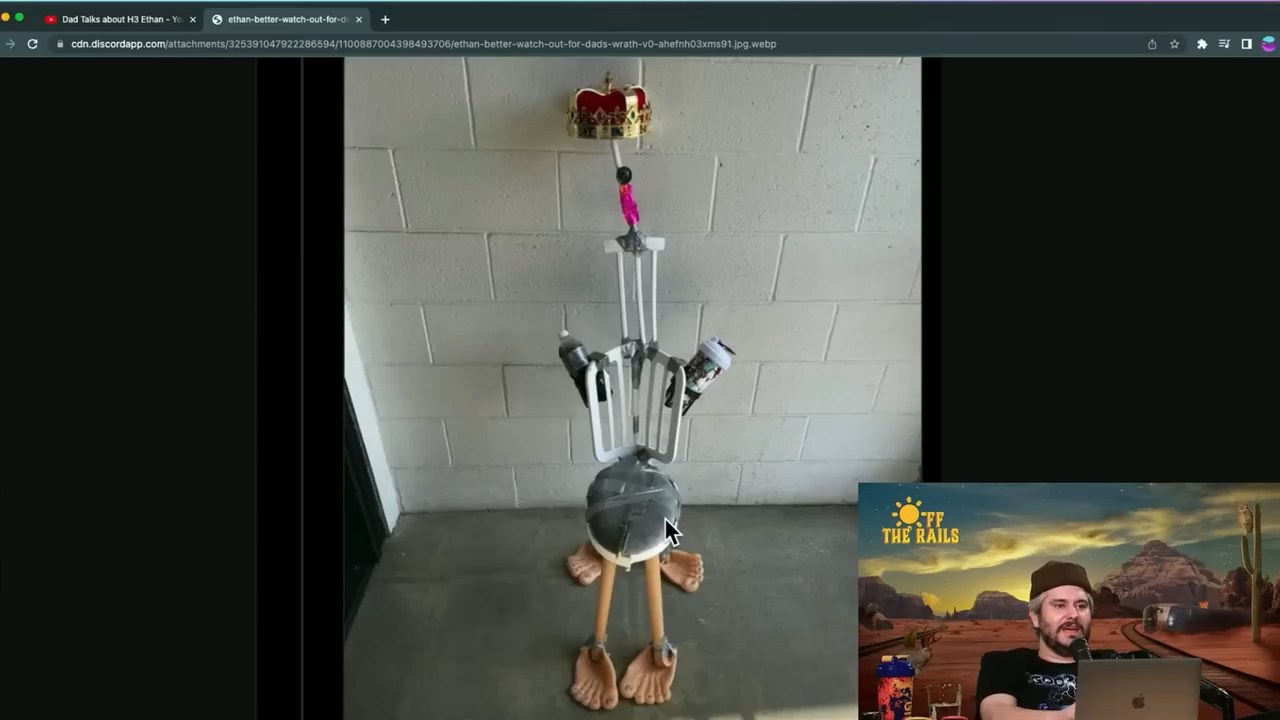 Dad Talks about H3 Ethan - Yo
ethan-better-watch-out-for-d
cdn.discordapp.com/attachments/325391047922286594/1100887004398493706/ethan-better-watch-out-for-dads-wrath-v0-ahefnh03xms91.jpg.webp
OFF
THE RAILS